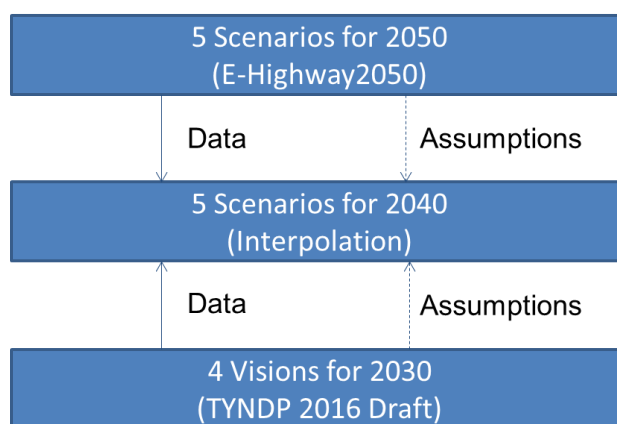 5 Scenarios for 2050
(E-Highway2050)
Data
Assumptions
5 Scenarios for 2040
(Interpolation)
Data
Assumptions
4 Visions for 2030
(TYNDP 2016 Draft)